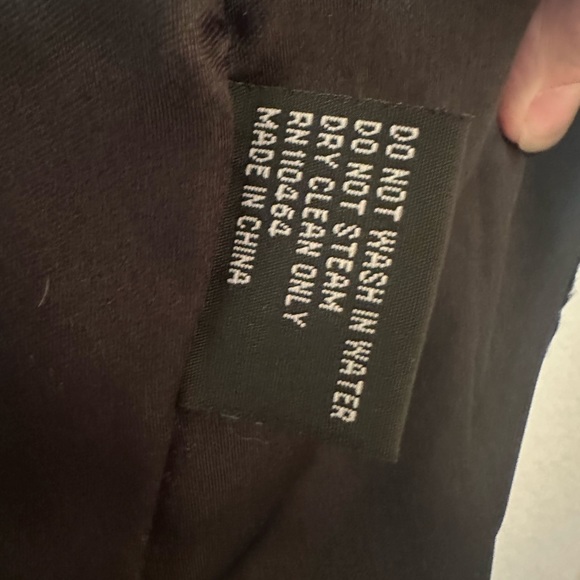 DO NOT WASH IN WATER
DO NOT STEAM
DRY CLEAN ONLY
RN110464
MADE IN CHINA